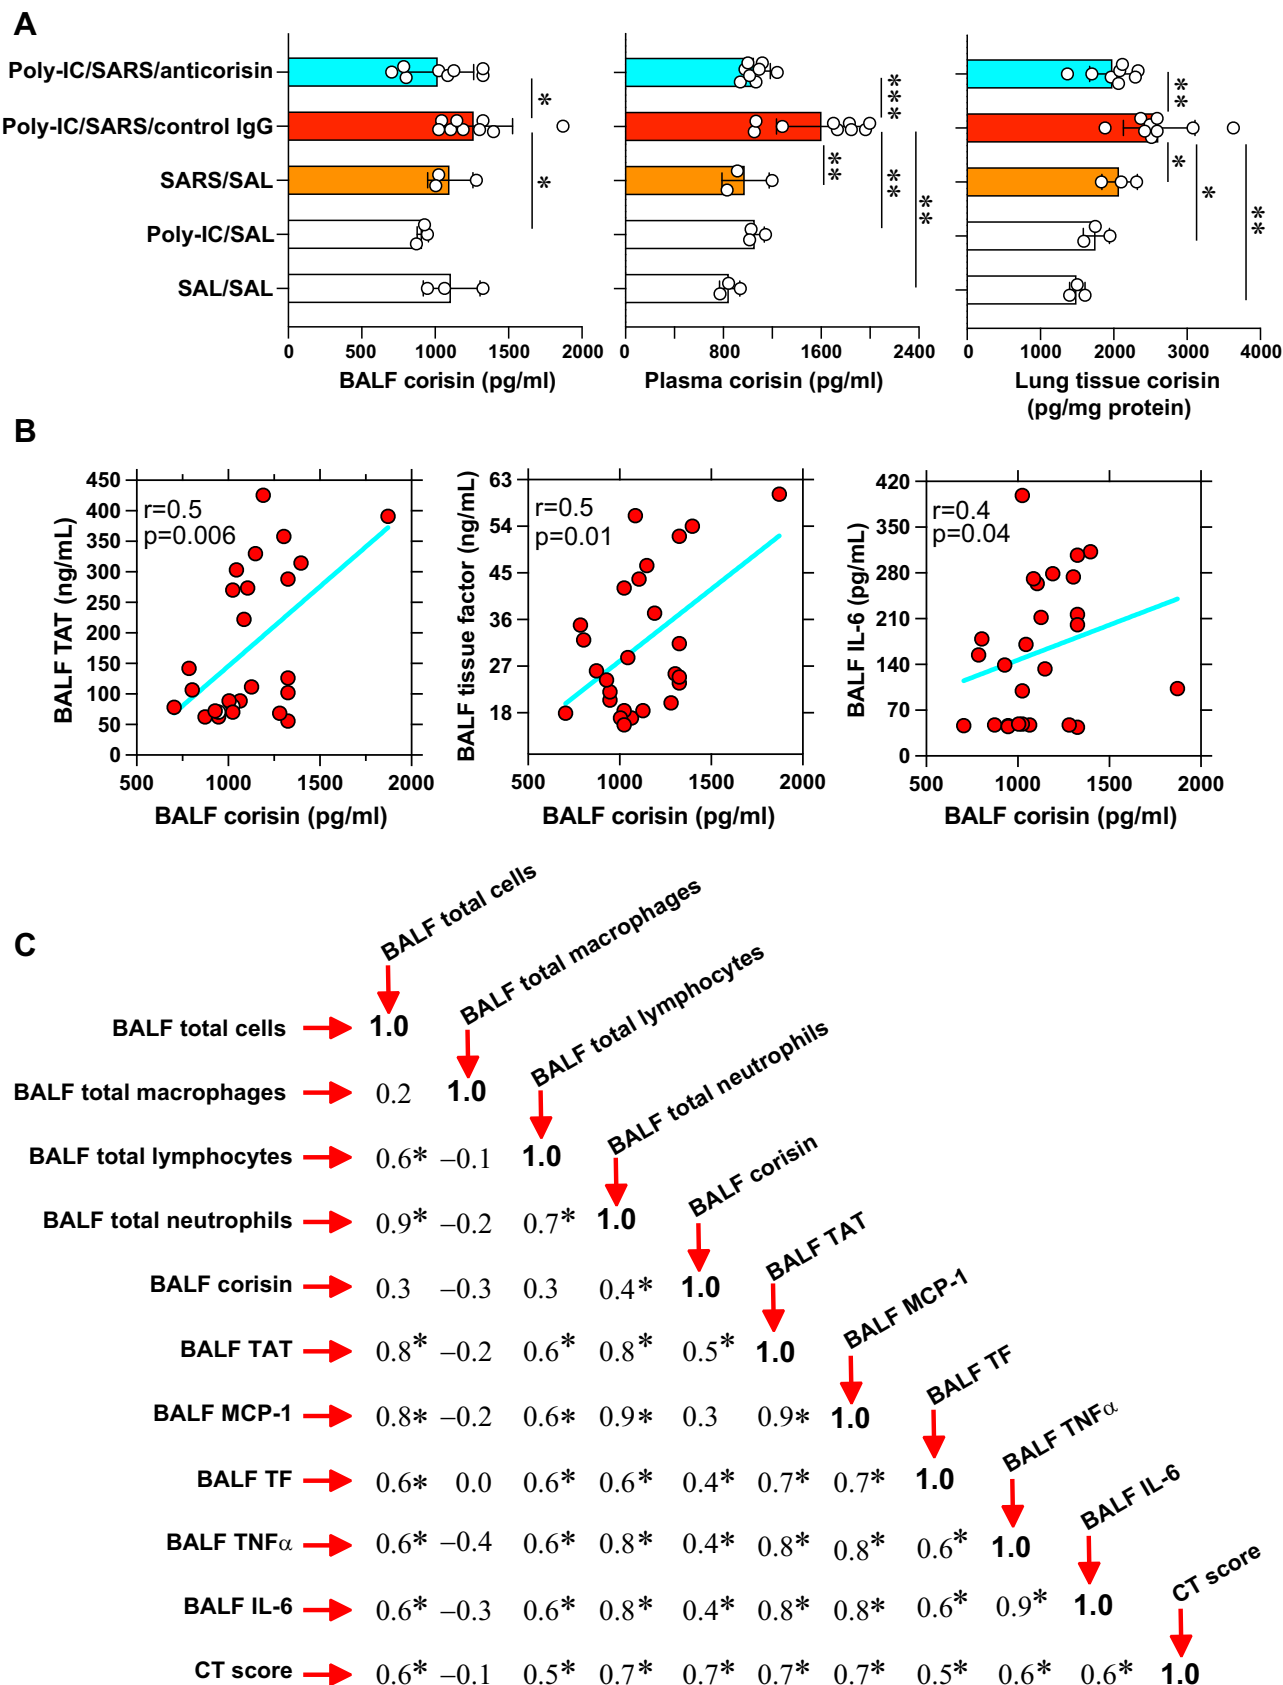 A
Poly-IC/SARS/anticorisin
Poly-IC/SARS/control IgG
SARS/SAL
Poly-IC/SAL
SAL/SAL
*
*
0 500 1000 1500 2000
BALF corisin (pg/ml)
***
**
**
**
0 800 1600 2400
Plasma corisin (pg/ml)
**
*
*
**
0 1000 2000 3000 4000
Lung tissue corisin
(pg/mg protein)
B
BALF TAT (ng/mL)
450
400
350
300
250
200
150
100
50
0
r=0.5
p=0.006
500 1000 1500 2000
BALF corisin (pg/ml)
BALF tissue factor (ng/mL)
63
54
45
36
27
18
r=0.5
p=0.01
500 1000 1500 2000
BALF corisin (pg/ml)
BALF IL-6 (pg/mL)
420
350
280
210
140
70
0
r=0.4
p=0.04
500 1000 1500 2000
BALF corisin (pg/ml)
C
BALF total cells
BALF total macrophages
BALF total lymphocytes
BALF total neutrophils
BALF corisin
BALF TAT
BALF MCP-1
BALF TF
BALF TNFα
BALF IL-6
CT score
BALF total cells 1.0
BALF total macrophages 0.2 1.0
BALF total lymphocytes 0.6* −0.1 1.0
BALF total neutrophils 0.9* −0.2 0.7* 1.0
BALF corisin 0.3 −0.3 0.3 0.4* 1.0
BALF TAT 0.8* −0.2 0.6* 0.8* 0.5* 1.0
BALF MCP-1 0.8* −0.2 0.6* 0.9* 0.3 0.9* 1.0
BALF TF 0.6* 0.0 0.6* 0.6* 0.4* 0.7* 0.7* 1.0
BALF TNFα 0.6* −0.4 0.6* 0.8* 0.4* 0.8* 0.8* 0.6* 1.0
BALF IL-6 0.6* −0.3 0.6* 0.8* 0.4* 0.8* 0.8* 0.6* 0.9* 1.0
CT score 0.6* −0.1 0.5* 0.7* 0.7* 0.7* 0.7* 0.5* 0.6* 0.6* 1.0